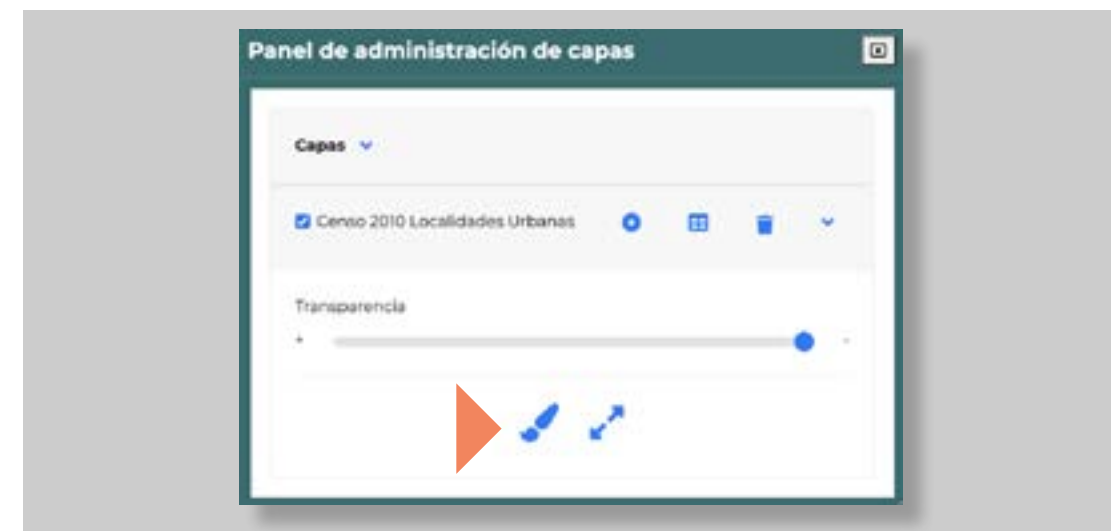 Panel de administración de capas
Capas
Censo 2010 Localidades Urbanas
Transparencia
+ -